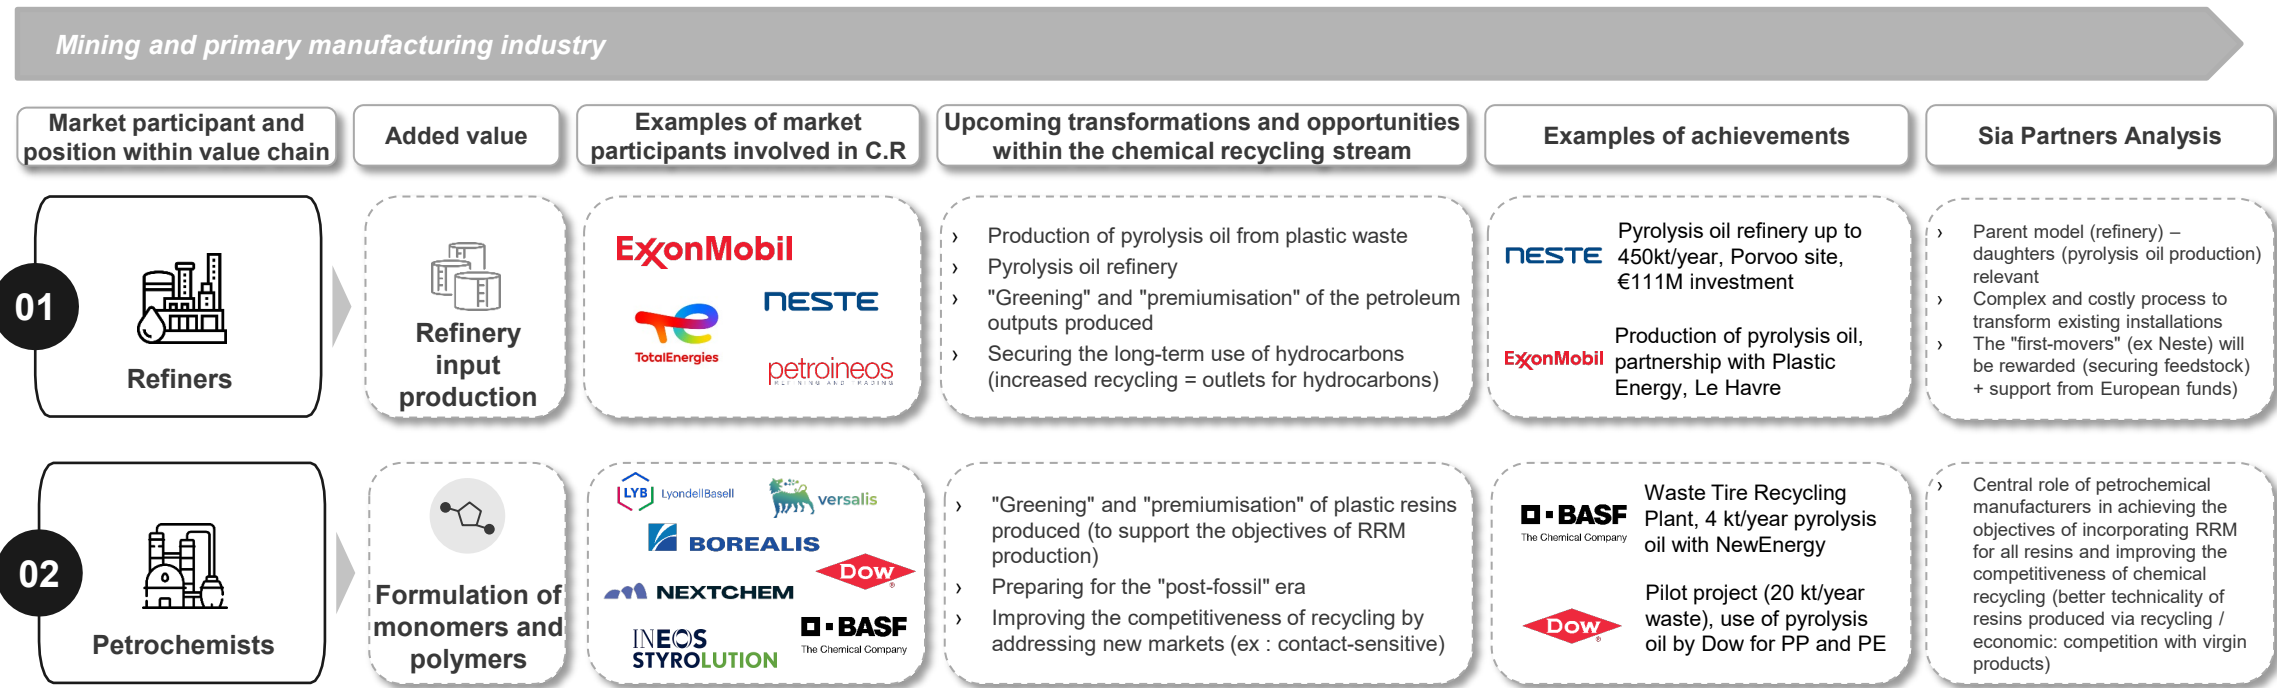 Mining and primary manufacturing industry
Market participant and
position within value chain
Added value
Examples of market
participants involved in C.R
Upcoming transformations and opportunities
within the chemical recycling stream
Examples of achievements
Sia Partners Analysis
01
Refiners
Refinery
input
production
ExxonMobil
NESTE
TotalEnergies
petroineos
REFINING AND TRADING
› Production of pyrolysis oil from plastic waste
› Pyrolysis oil refinery
› "Greening" and "premiumisation" of the petroleum
outputs produced
› Securing the long-term use of hydrocarbons
(increased recycling = outlets for hydrocarbons)
NESTE
Pyrolysis oil refinery up to
450kt/year, Porvoo site,
€111M investment
ExxonMobil
Production of pyrolysis oil,
partnership with Plastic
Energy, Le Havre
› Parent model (refinery) –
daughters (pyrolysis oil production)
relevant
› Complex and costly process to
transform existing installations
› The "first-movers" (ex Neste) will
be rewarded (securing feedstock)
+ support from European funds)
02
Petrochemists
Formulation of
monomers and
polymers
LYB LyondellBasell
versalis
BOREALIS
Dow®
NEXTCHEM
INEOS
STYROLUTION
BASF
The Chemical Company
› "Greening" and "premiumisation" of plastic resins
produced (to support the objectives of RRM
production)
› Preparing for the "post-fossil" era
› Improving the competitiveness of recycling by
addressing new markets (ex : contact-sensitive)
BASF
The Chemical Company
Waste Tire Recycling
Plant, 4 kt/year pyrolysis
oil with NewEnergy
Dow®
Pilot project (20 kt/year
waste), use of pyrolysis
oil by Dow for PP and PE
› Central role of petrochemical
manufacturers in achieving the
objectives of incorporating RRM
for all resins and improving the
competitiveness of chemical
recycling (better technicality of
resins produced via recycling /
economic: competition with virgin
products)